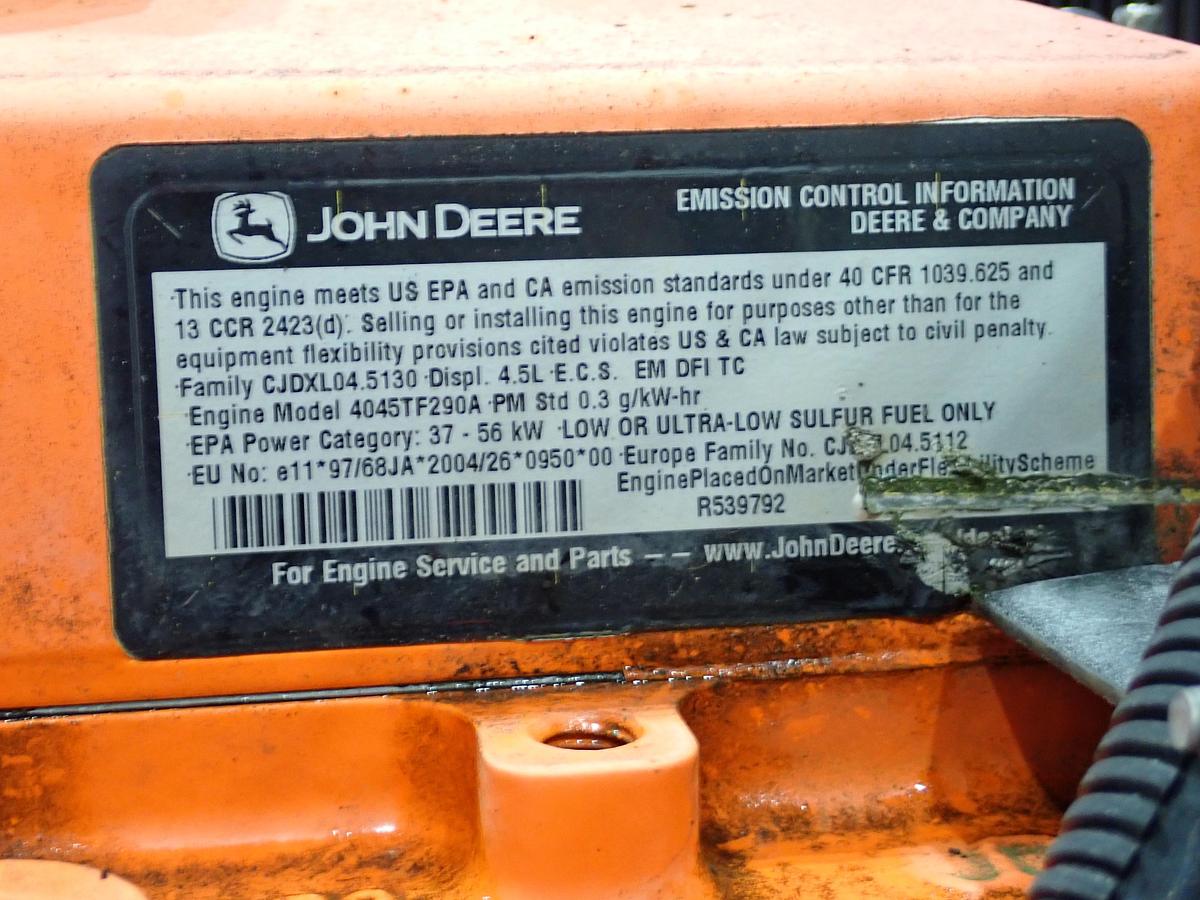 JOHN DEERE
EMISSION CONTROL INFORMATION
DEERE & COMPANY
·This engine meets US EPA and CA emission standards under 40 CFR 1039.625 and
13 CCR 2423(d). Selling or installing this engine for purposes other than for the
equipment flexibility provisions cited violates US & CA law subject to civil penalty.
·Family CJDXL04.5130 ·Displ. 4.5L ·E.C.S. EM DFI TC
·Engine Model 4045TF290A ·PM Std 0.3 g/kW-hr
·EPA Power Category: 37 - 56 kW ·LOW OR ULTRA-LOW SULFUR FUEL ONLY
·EU No: e11*97/68JA*2004/26*0950*00 ·Europe Family No.
EnginePlacedOnMarketUnderFlexibilityScheme
R539792
For Engine Service and Parts – – www.JohnDeere.